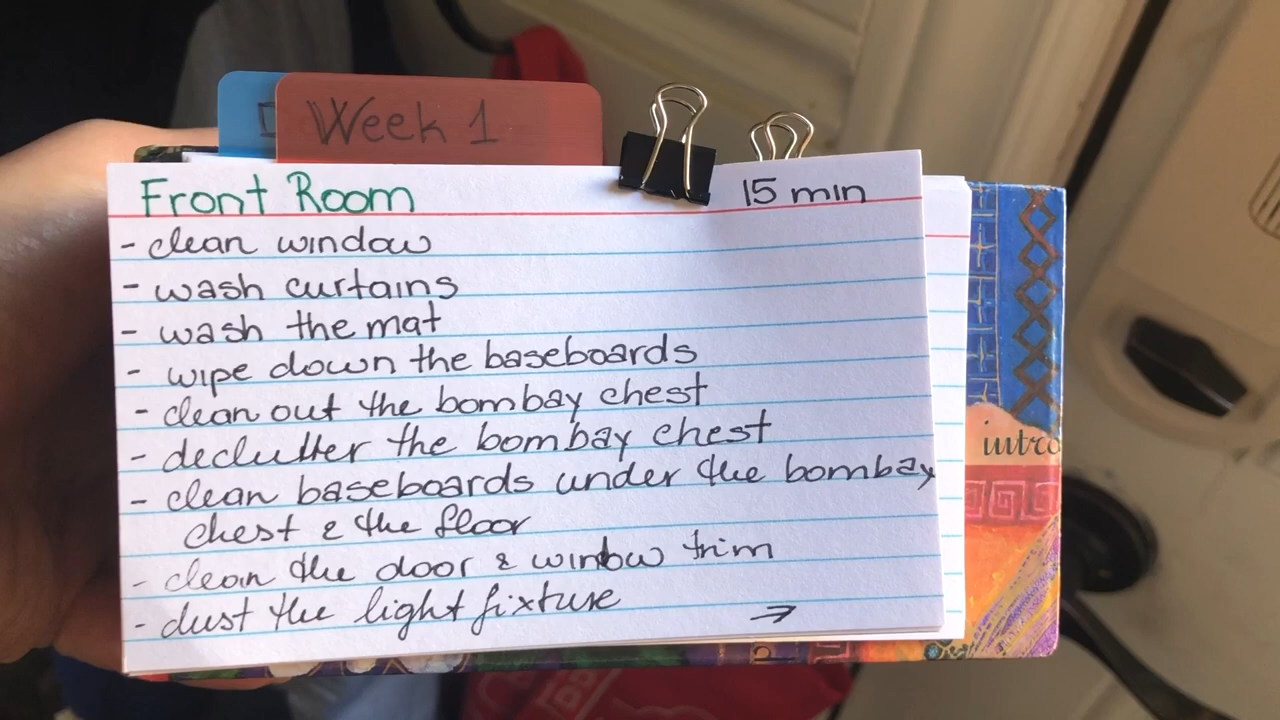 Week 1
Front Room 15 min
- clean window
- wash curtains
- wash the mat
- wipe down the baseboards
- clean out the bombay chest
- declutter the bombay chest
- clean baseboards under the bombay
chest & the floor
- clean the door & window trim
- dust the light fixture →
intro